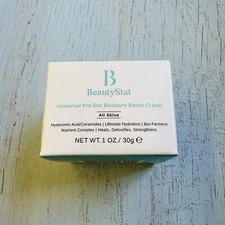 B
BeautyStat
Universal Pro-Bio Moisture Boost Cream
All Skins
Hyaluronic Acid/Ceramides | Ultimate Hydration | Bio-Ferment
Nutrient Complex | Heals, Detoxifies, Strengthens
NET WT. 1 OZ./ 30g e